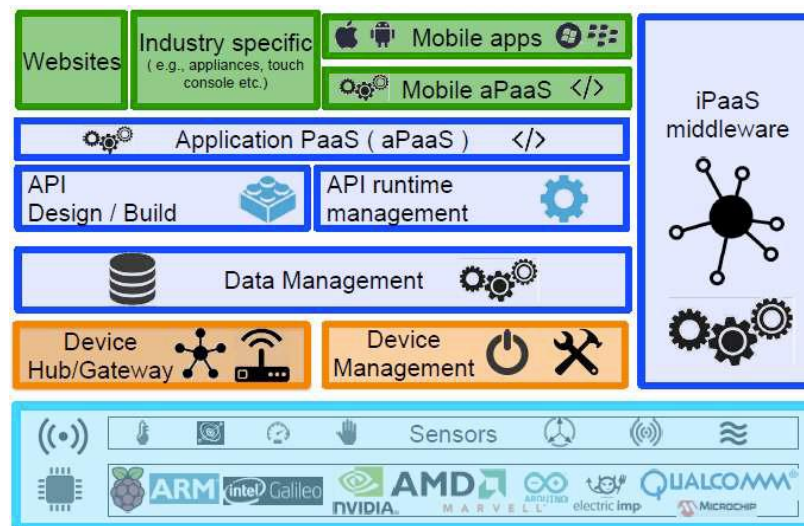 Websites
Industry specific
( e.g., appliances, touch
console etc.)
Mobile apps
Mobile aPaaS </>
iPaaS
middleware
Application PaaS ( aPaaS ) </>
API
Design / Build
API runtime
management
Data Management
Device
Hub/Gateway
Device
Management
Sensors
ARM
intel Galileo
NVIDIA.
AMD
MARVELL
ARDUINO
electric imp
QUALCOMM
MICROCHIP